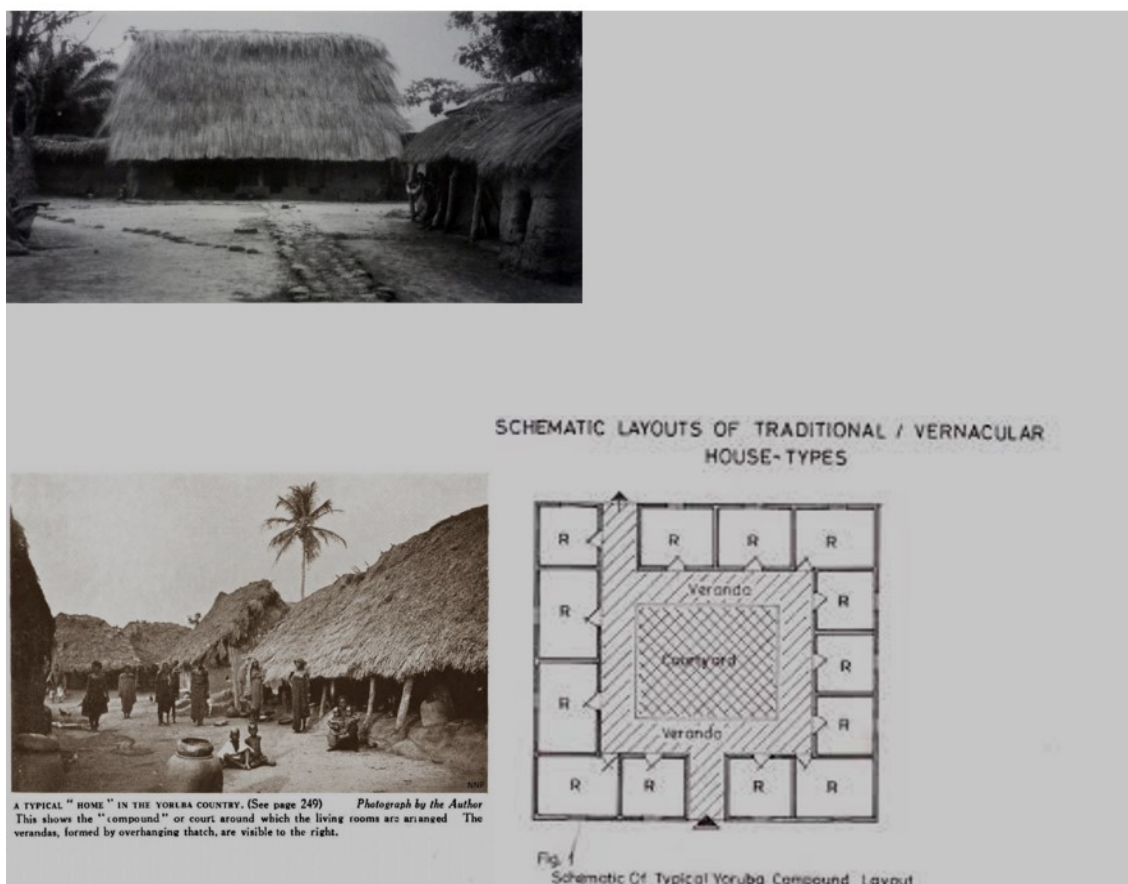 SCHEMATIC LAYOUTS OF TRADITIONAL / VERNACULAR
HOUSE-TYPES
NNP
A TYPICAL "HOME" IN THE YORUBA COUNTRY. (See page 249) Photograph by the Author
This shows the "compound" or court around which the living rooms are arranged The
verandas, formed by overhanging thatch, are visible to the right.
R R R R
Veranda
R R
Courtyard
R
R
Veranda
R
R R R R
Fig. 1
Schematic Of Typical Yoruba Compound Layout